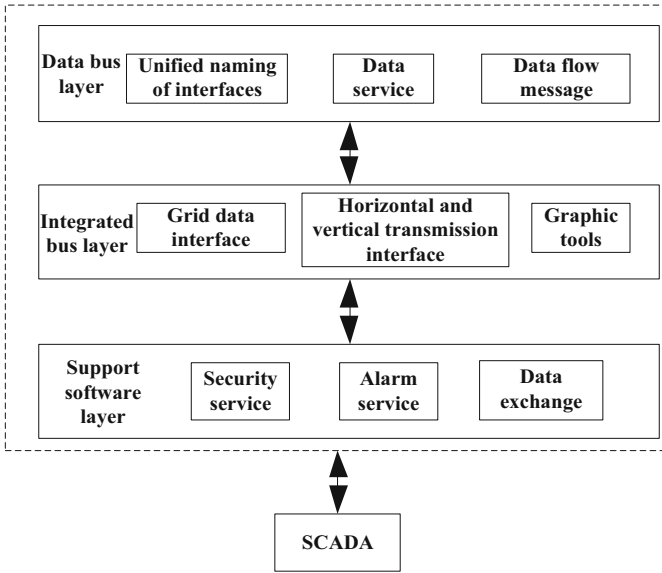 Data bus
layer
Unified naming
of interfaces
Data
service
Data flow
message
Integrated
bus layer
Grid data
interface
Horizontal and
vertical transmission
interface
Graphic
tools
Support
software
layer
Security
service
Alarm
service
Data
exchange
SCADA